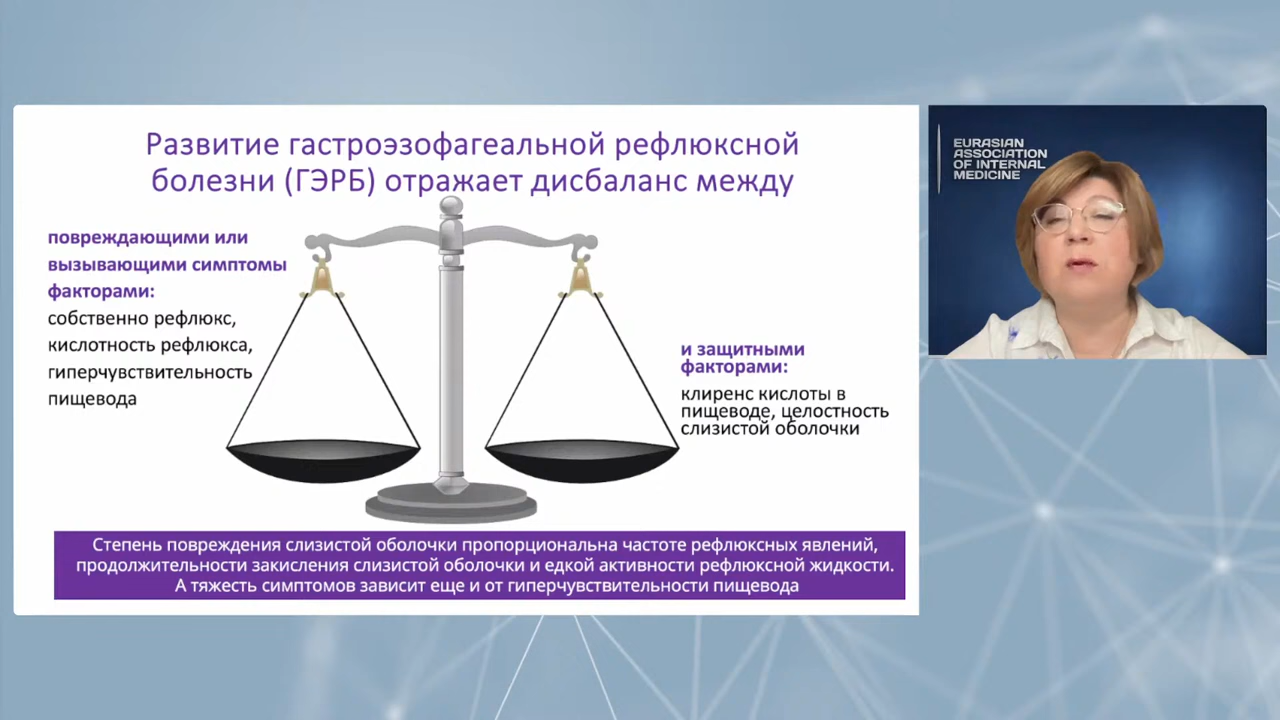 Развитие гастроэзофагеальной рефлюксной
болезни (ГЭРБ) отражает дисбаланс между
повреждающими или
вызывающими симптомы
факторами:
собственно рефлюкс,
кислотность рефлюкса,
гиперчувствительность
пищевода
и защитными
факторами:
клиренс кислоты в
пищеводе, целостность
слизистой оболочки
Степень повреждения слизистой оболочки пропорциональна частоте рефлюксных явлений,
продолжительности закисления слизистой оболочки и едкой активности рефлюксной жидкости.
А тяжесть симптомов зависит еще и от гиперчувствительности пищевода
EURASIAN
ASSOCIATION
OF INTERNAL
MEDICINE